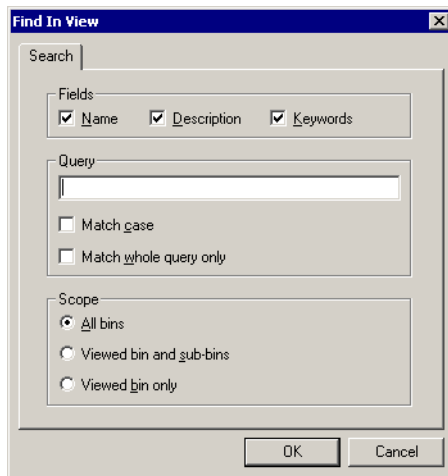 Find In View
Search
Fields
Name Description Keywords
Query
Match case
Match whole query only
Scope
All bins
Viewed bin and sub-bins
Viewed bin only
OK Cancel